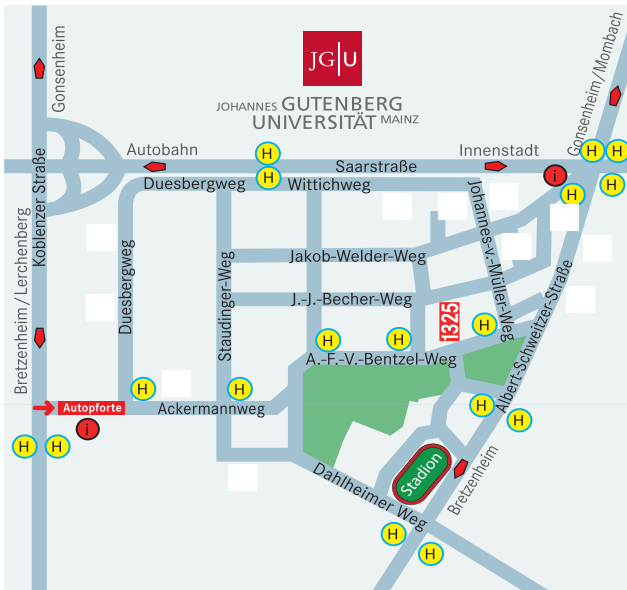 JG|U
JOHANNES GUTENBERG
UNIVERSITÄT MAINZ
Gonsenheim
Gonsenheim/Mombach
Autobahn
H
Innenstadt
H
H
Saarstraße
i
H
H
H
Duesbergweg
Wittichweg
Koblenzer Straße
Johannes-v.-Müller-Weg
Jakob-Welder-Weg
Duesbergweg
Staudinger-Weg
J.-J.-Becher-Weg
1325
Albert-Schweitzer-Straße
Bretzenheim/Lerchenberg
H
H
H
A.-F.-V.-Bentzel-Weg
H
H
Autopforte
Ackermannweg
H
H
i
H
H
Stadion
Bretzenheim
Dahlheimer Weg
H
H